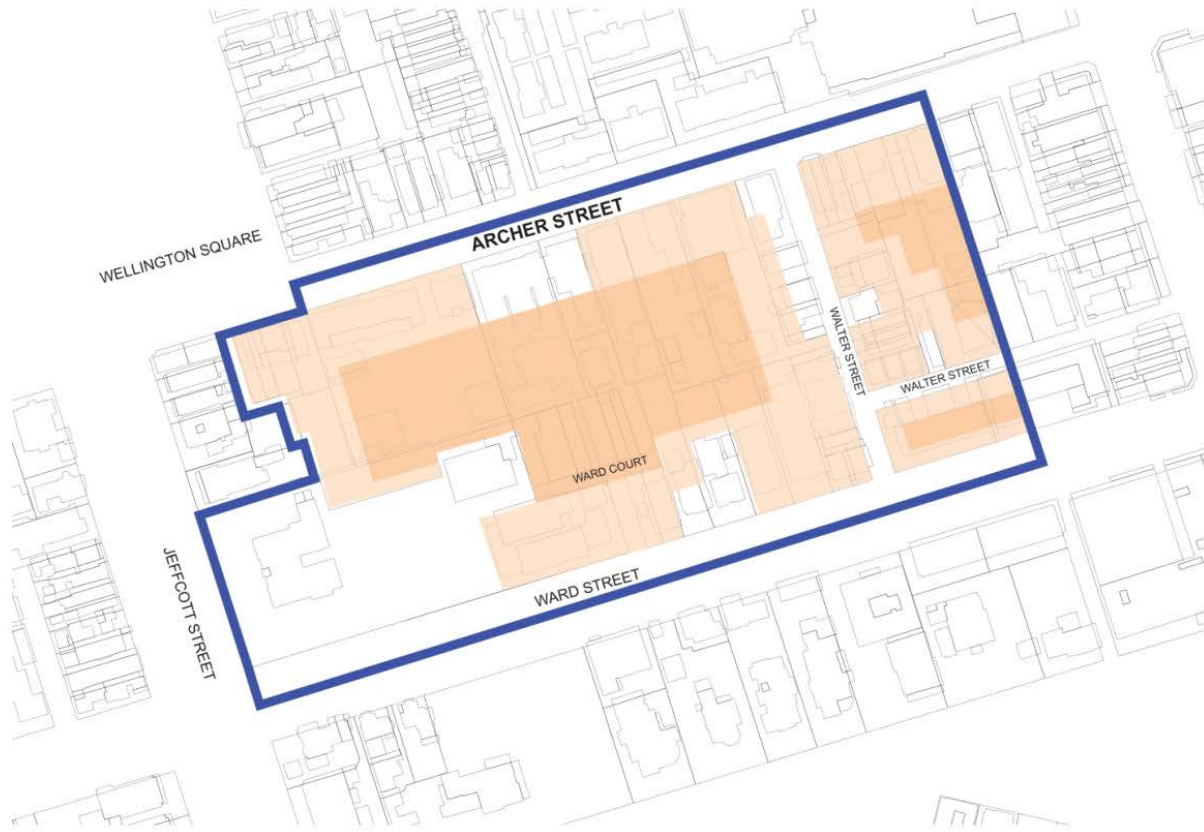 WELLINGTON SQUARE
ARCHER STREET
WALTER STREET
WALTER STREET
WARD COURT
WARD STREET
JEFFCOTT STREET